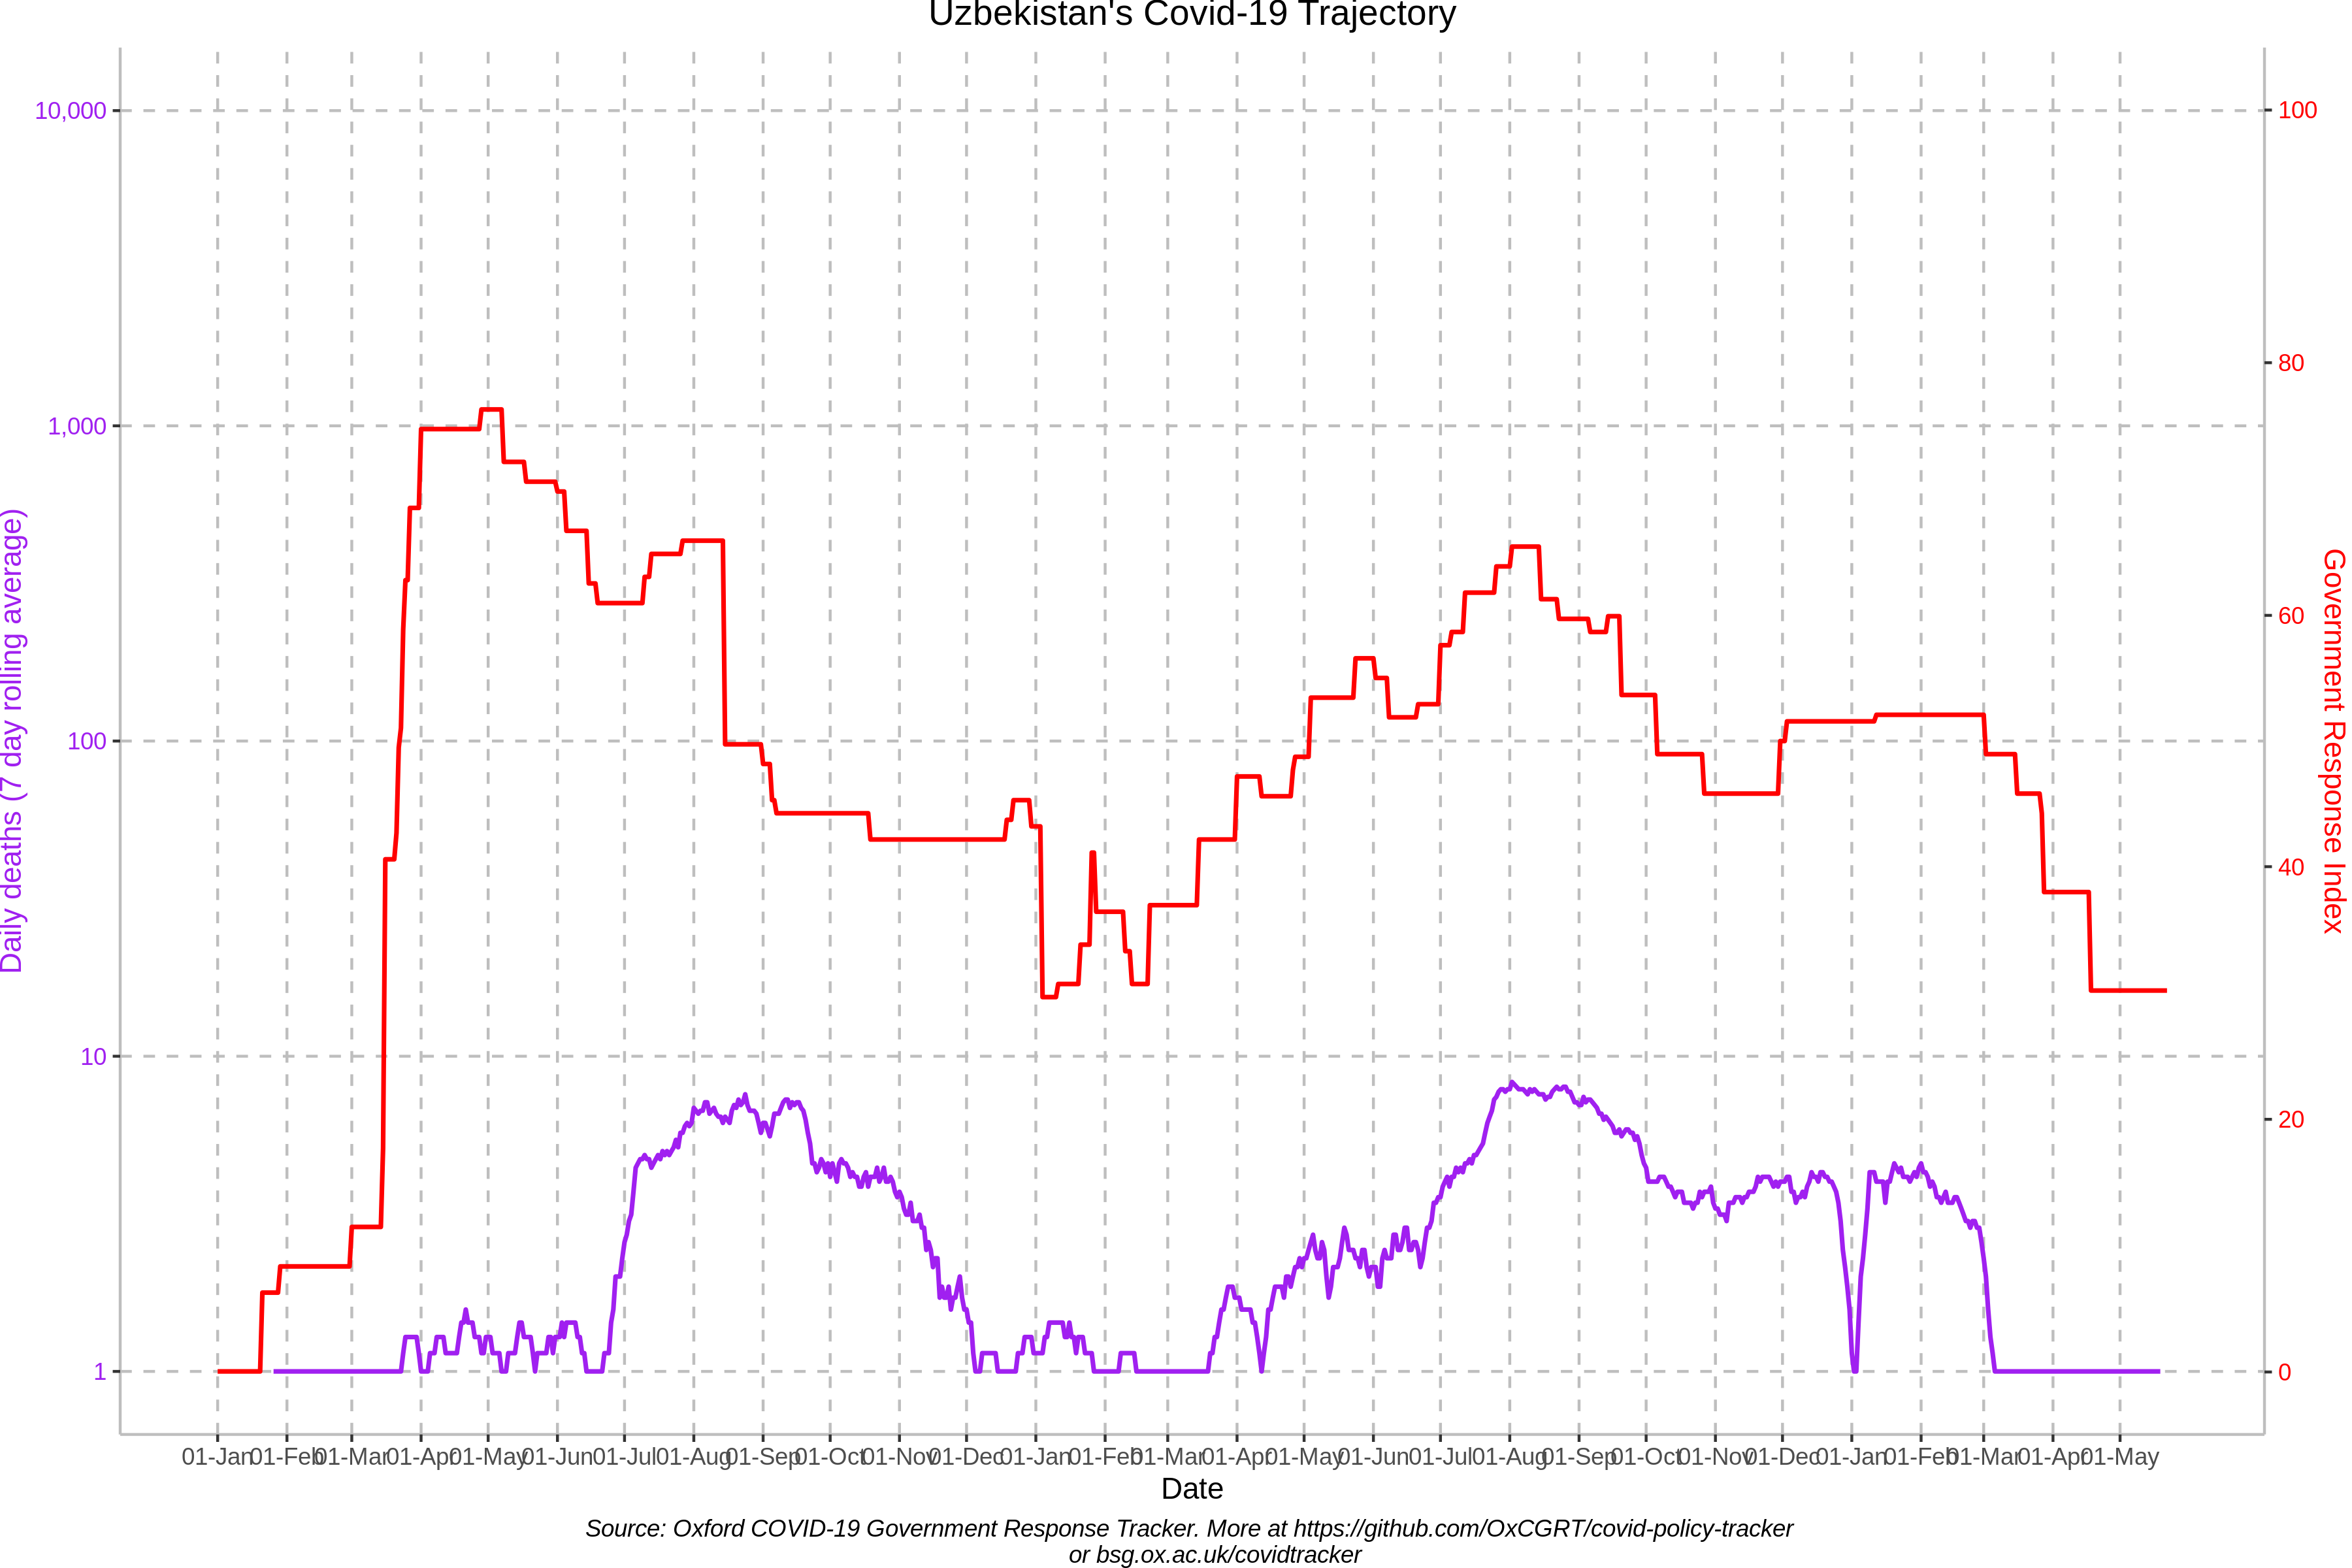 Uzbekistan's Covid-19 Trajectory
10,000
1,000
100
10
1
Daily deaths (7 day rolling average)
100
80
60
40
20
0
Government Response Index
01-Jan
01-Feb
01-Mar
01-Apr
01-May
01-Jun
01-Jul
01-Aug
01-Sep
01-Oct
01-Nov
01-Dec
01-Jan
01-Feb
01-Mar
01-Apr
01-May
01-Jun
01-Jul
01-Aug
01-Sep
01-Oct
01-Nov
01-Dec
01-Jan
01-Feb
01-Mar
01-Apr
01-May
Date
Source: Oxford COVID-19 Government Response Tracker. More at https://github.com/OxCGRT/covid-policy-tracker
or bsg.ox.ac.uk/covidtracker